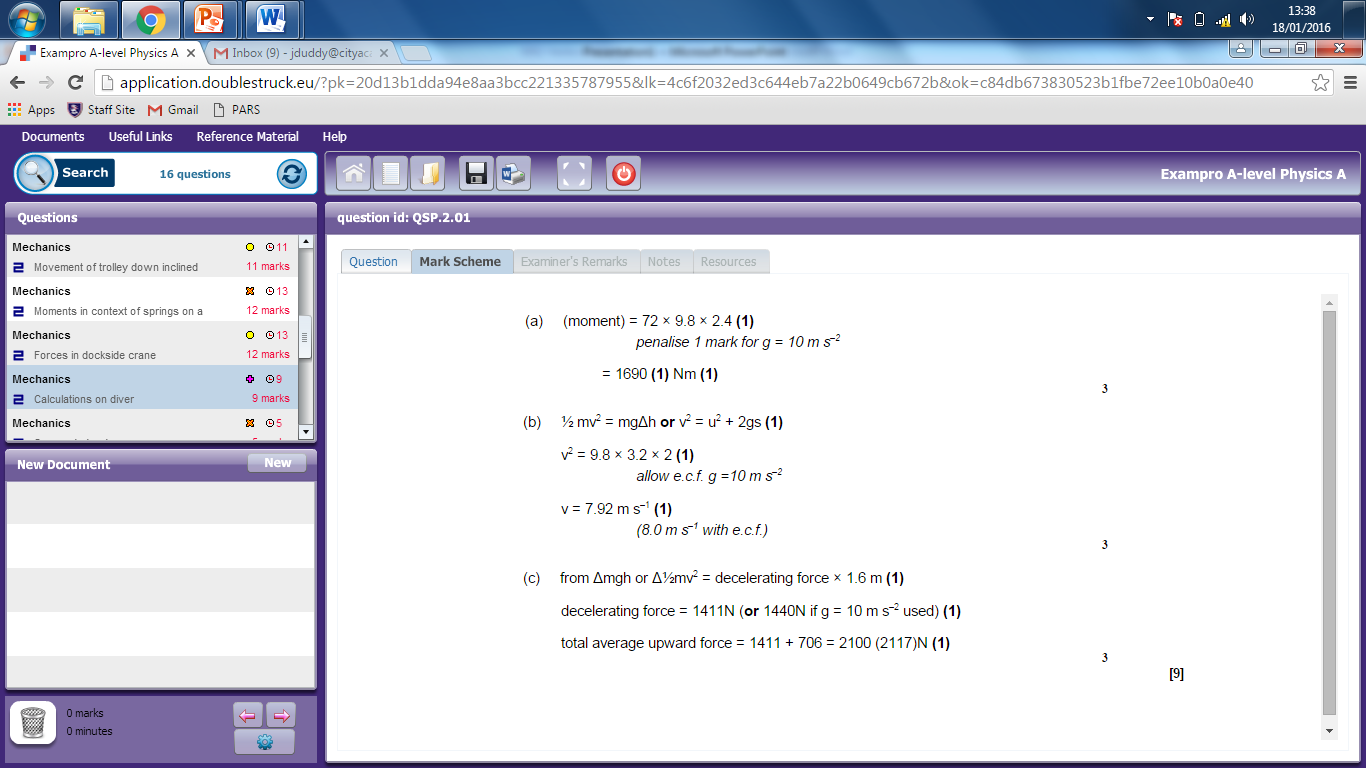 13:38
18/01/2016
Exampro A-level Physics A
Inbox (9) - jduddy@cityac
application.doublestruck.eu/?pk=20d13b1dda94e8aa3bcc221335787955&lk=4c6f2032ed3c644eb7a22b0649cb672b&ok=c84db673830523b1fbe72ee10b0a0e40
Apps Staff Site Gmail PARS
Documents Useful Links Reference Material Help
Search 16 questions
Exampro A-level Physics A
Questions
Mechanics 11
Movement of trolley down inclined 11 marks
Mechanics 13
Moments in context of springs on a 12 marks
Mechanics 13
Forces in dockside crane 12 marks
Mechanics 9
Calculations on diver 9 marks
Mechanics 5
New Document New
0 marks
0 minutes
question id: QSP.2.01
Question Mark Scheme Examiner's Remarks Notes Resources
(a) (moment) = 72 × 9.8 × 2.4 (1)
penalise 1 mark for g = 10 m s⁻²
= 1690 (1) Nm (1)
3
(b) ½ mv² = mgΔh or v² = u² + 2gs (1)
v² = 9.8 × 3.2 × 2 (1)
allow e.c.f. g =10 m s⁻²
v = 7.92 m s⁻¹ (1)
(8.0 m s⁻¹ with e.c.f.)
3
(c) from Δmgh or Δ½mv² = decelerating force × 1.6 m (1)
decelerating force = 1411N (or 1440N if g = 10 m s⁻² used) (1)
total average upward force = 1411 + 706 = 2100 (2117)N (1)
3
[9]